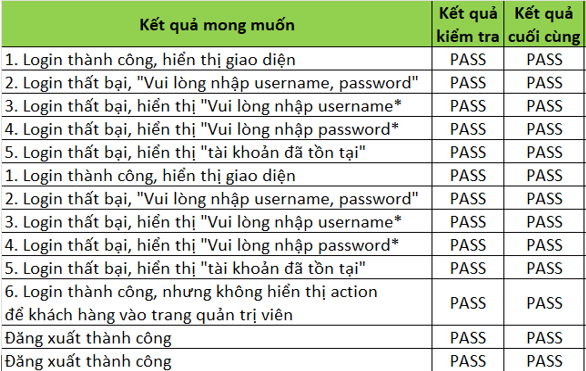 Kết quả mong muốn Kết quả kiểm tra Kết quả cuối cùng
1. Login thành công, hiển thị giao diện PASS PASS
2. Login thất bại, "Vui lòng nhập username, password" PASS PASS
3. Login thất bại, hiển thị "Vui lòng nhập username* PASS PASS
4. Login thất bại, hiển thị "Vui lòng nhập password* PASS PASS
5. Login thất bại, hiển thị "tài khoản đã tồn tại" PASS PASS
1. Login thành công, hiển thị giao diện PASS PASS
2. Login thất bại, "Vui lòng nhập username, password" PASS PASS
3. Login thất bại, hiển thị "Vui lòng nhập username* PASS PASS
4. Login thất bại, hiển thị "Vui lòng nhập password* PASS PASS
5. Login thất bại, hiển thị "tài khoản đã tồn tại" PASS PASS
6. Login thành công, nhưng không hiển thị action
để khách hàng vào trang quản trị viên PASS PASS
Đăng xuất thành công PASS PASS
Đăng xuất thành công PASS PASS